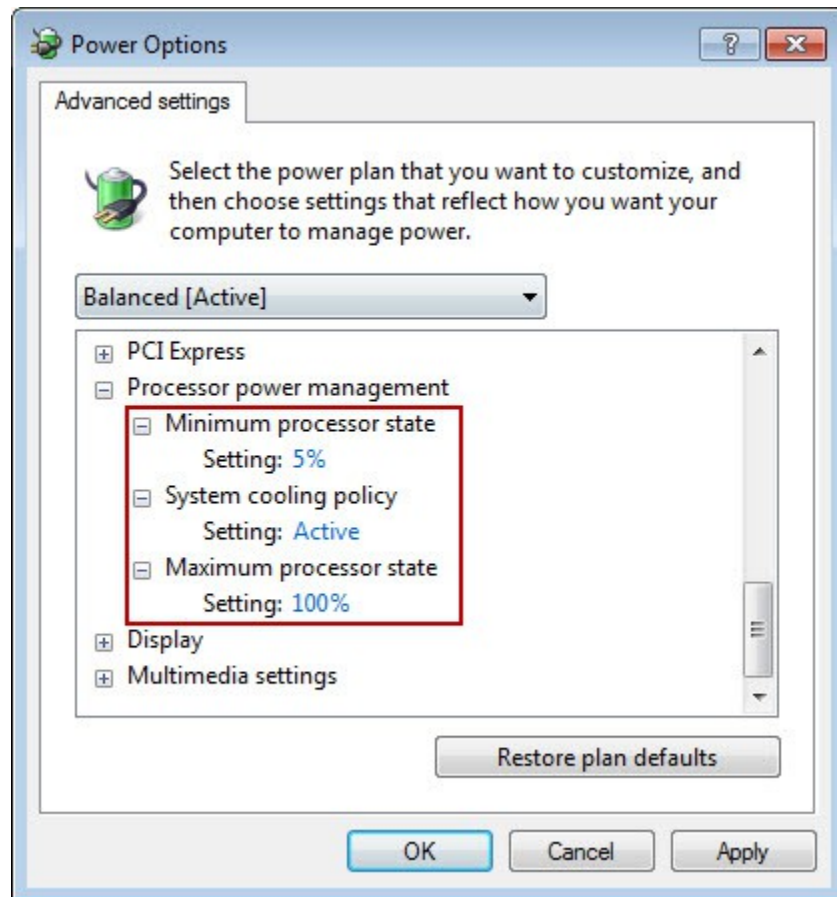 Power Options
Advanced settings
Select the power plan that you want to customize, and
then choose settings that reflect how you want your
computer to manage power.
Balanced [Active]
PCI Express
Processor power management
Minimum processor state
Setting: 5%
System cooling policy
Setting: Active
Maximum processor state
Setting: 100%
Display
Multimedia settings
Restore plan defaults
OK Cancel Apply